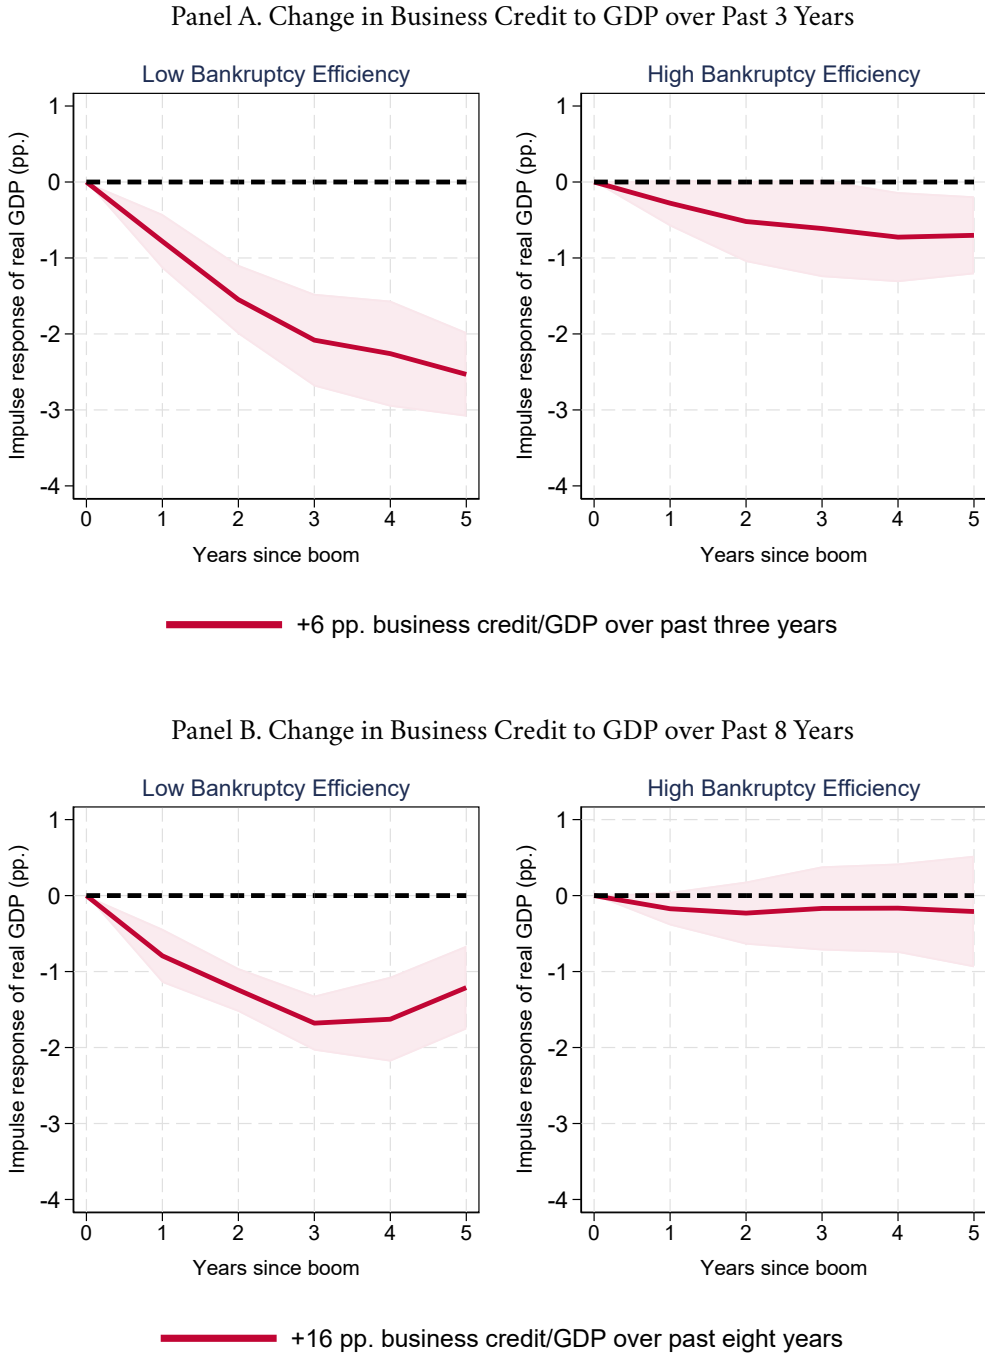 Panel A. Change in Business Credit to GDP over Past 3 Years
Low Bankruptcy Efficiency
High Bankruptcy Efficiency
Impulse response of real GDP (pp.)
1
0
-1
-2
-3
-4
0 1 2 3 4 5
Years since boom
Impulse response of real GDP (pp.)
1
0
-1
-2
-3
-4
0 1 2 3 4 5
Years since boom
+6 pp. business credit/GDP over past three years
Panel B. Change in Business Credit to GDP over Past 8 Years
Low Bankruptcy Efficiency
High Bankruptcy Efficiency
Impulse response of real GDP (pp.)
1
0
-1
-2
-3
-4
0 1 2 3 4 5
Years since boom
Impulse response of real GDP (pp.)
1
0
-1
-2
-3
-4
0 1 2 3 4 5
Years since boom
+16 pp. business credit/GDP over past eight years